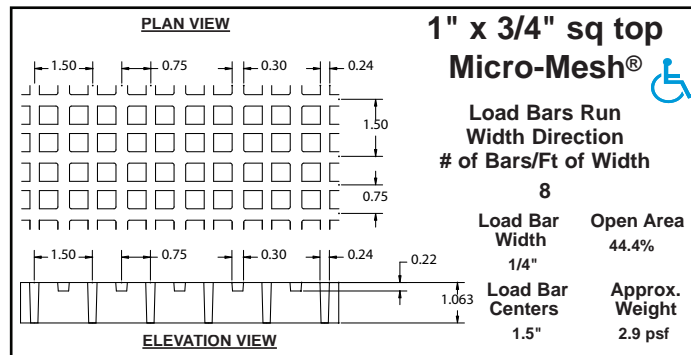 PLAN VIEW
1.50 0.75 0.30 0.24
1.50
0.75
1.50 0.75 0.30 0.24
0.22
1.063
ELEVATION VIEW
1" x 3/4" sq top
Micro-Mesh®
Load Bars Run
Width Direction
# of Bars/Ft of Width
8
Load Bar
Width
1/4"
Open Area
44.4%
Load Bar
Centers
1.5"
Approx.
Weight
2.9 psf